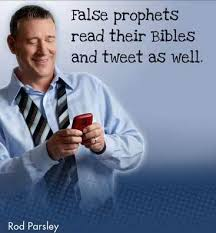 False prophets
read their Bibles
and tweet as well.
Rod Parsley